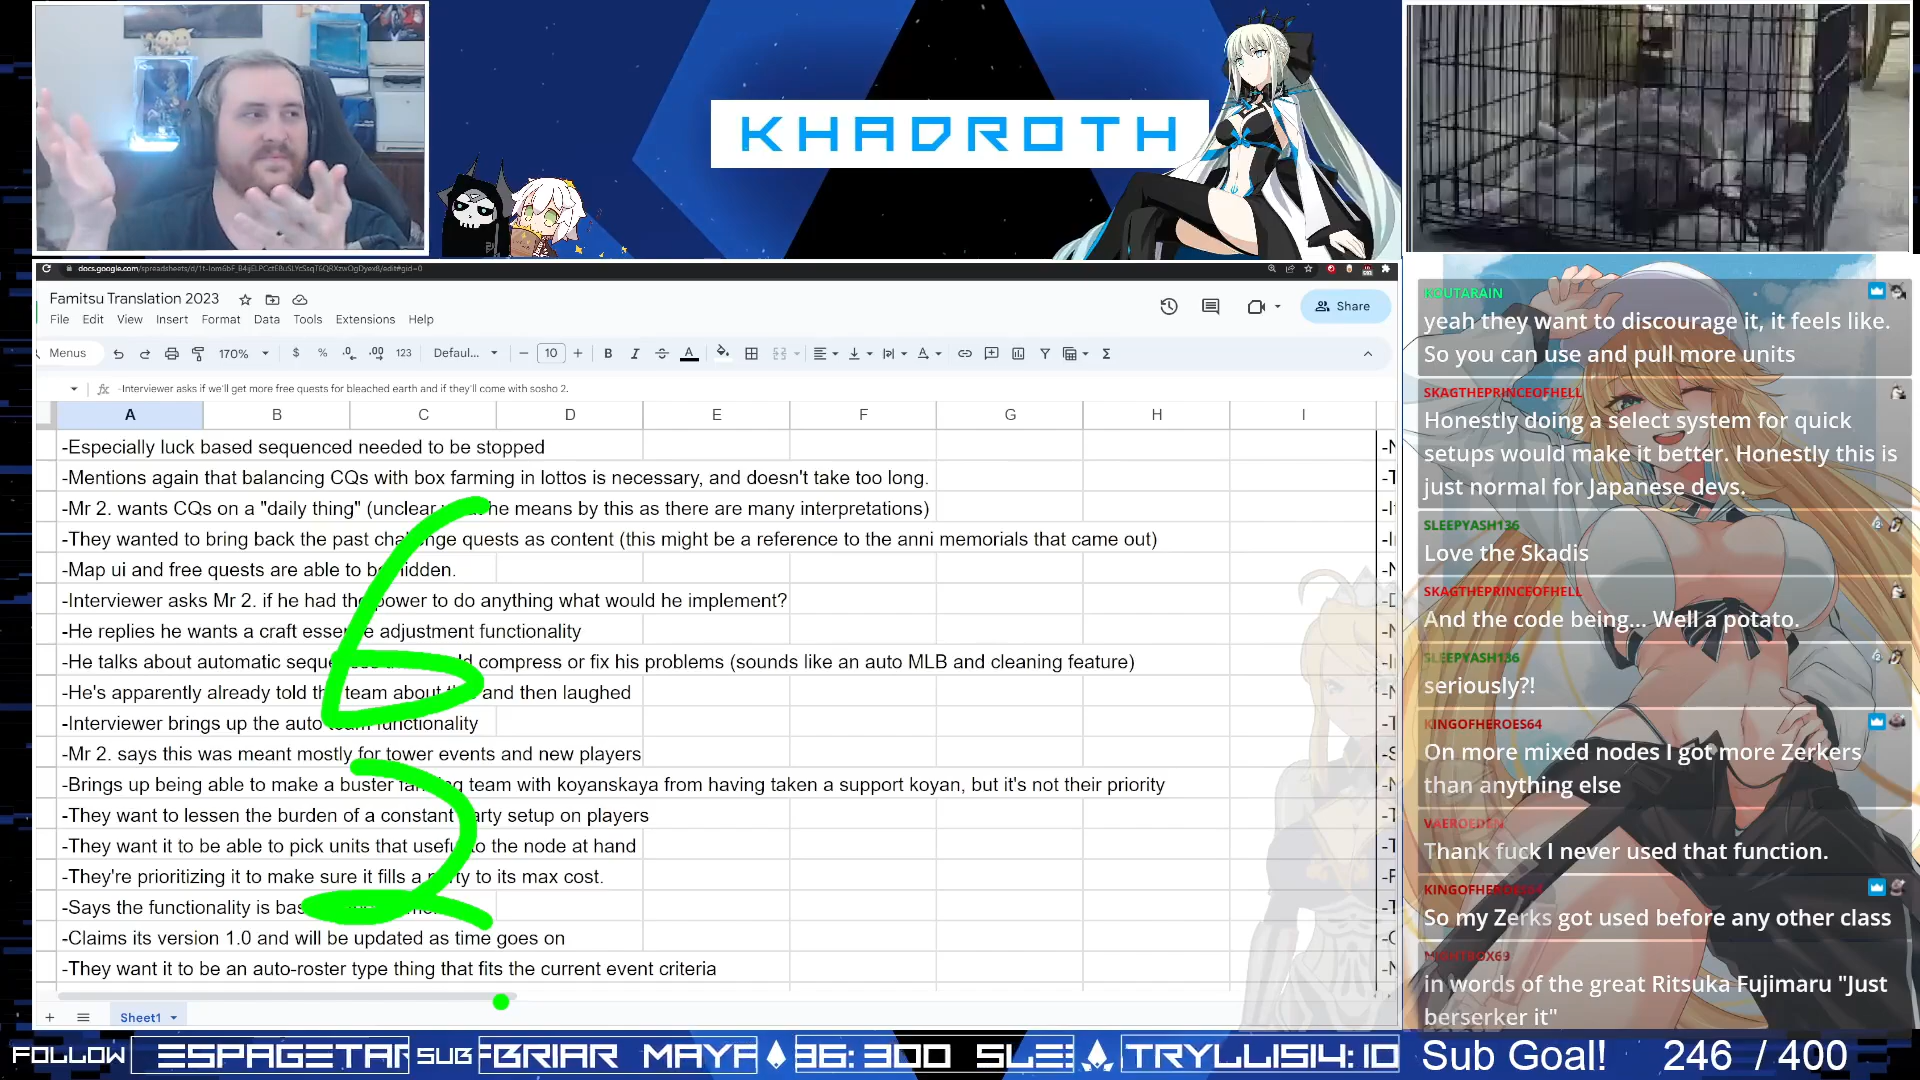 KHADROTH
docs.google.com/spreadsheets/d/
Famitsu Translation 2023
File Edit View Insert Format Data Tools Extensions Help
Share
Menus 170% $ % .0 .00 123 Defaul... 10 B I A
fx -Interviewer asks if we'll get more free quests for bleached earth and if they'll come with sosho 2.
A B C D E F G H I
-Especially luck based sequenced needed to be stopped
-Mentions again that balancing CQs with box farming in lottos is necessary, and doesn't take too long.
-Mr 2. wants CQs on a "daily thing" (unclear he means by this as there are many interpretations)
-They wanted to bring back the past challenge quests as content (this might be a reference to the anni memorials that came out)
-Map ui and free quests are able to be hidden.
-Interviewer asks Mr 2. if he had the power to do anything what would he implement?
-He replies he wants a craft essence adjustment functionality
-He talks about automatic compress or fix his problems (sounds like an auto MLB and cleaning feature)
-He's apparently already told the team about and then laughed
-Interviewer brings up the auto functionality
-Mr 2. says this was meant mostly for tower events and new players
-Brings up being able to make a buster farming team with koyanskaya from having taken a support koyan, but it's not their priority
-They want to lessen the burden of a constant party setup on players
-They want it to be able to pick units that useful to the node at hand
-They're prioritizing it to make sure it fills a party to its max cost.
-Says the functionality is
-Claims its version 1.0 and will be updated as time goes on
-They want it to be an auto-roster type thing that fits the current event criteria
Sheet1
KOUTARAIN
yeah they want to discourage it, it feels like.
So you can use and pull more units
SKAGTHEPRINCEOFHELL
Honestly doing a select system for quick
setups would make it better. Honestly this is
just normal for Japanese devs.
SLEEPYASH136
Love the Skadis
SKAGTHEPRINCEOFHELL
And the code being... Well a potato.
SLEEPYASH136
seriously?!
KINGOFHEROES64
On more mixed nodes I got more Zerkers
than anything else
VAEROEDEN
Thank fuck I never used that function.
So my Zerks got used before any other class
in words of the great Ritsuka Fujimaru "Just
berserker it"
FOLLOW ESPAGETAR SUB FBRIAR MAYF 36: 300 SLE TRYLLIS14: 10 Sub Goal! 246 / 400